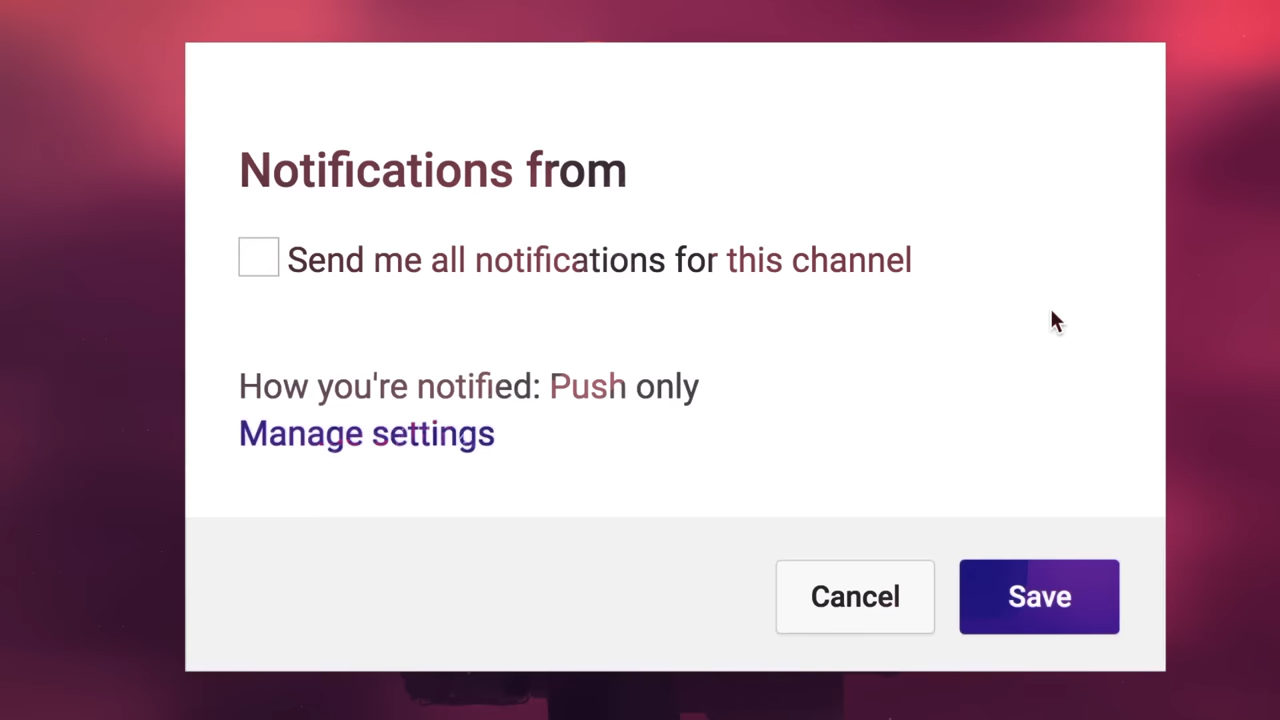 Notifications from
Send me all notifications for this channel
How you're notified: Push only
Manage settings
Cancel
Save